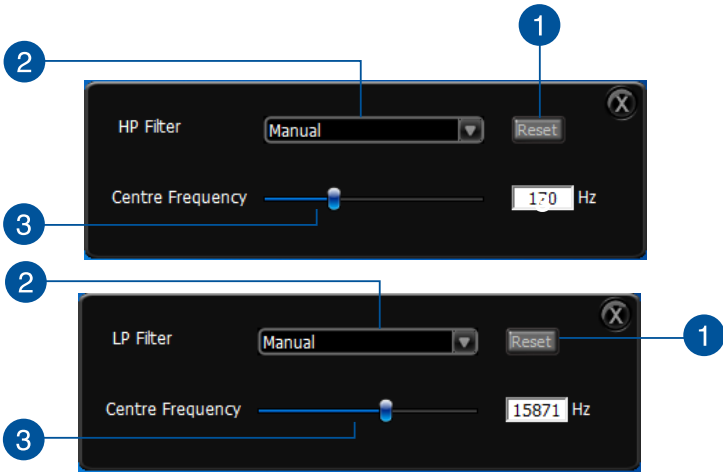 1
2
X
HP Filter Manual Reset
Centre Frequency 170 Hz
3
2
X
LP Filter Manual Reset
1
Centre Frequency 15871 Hz
3